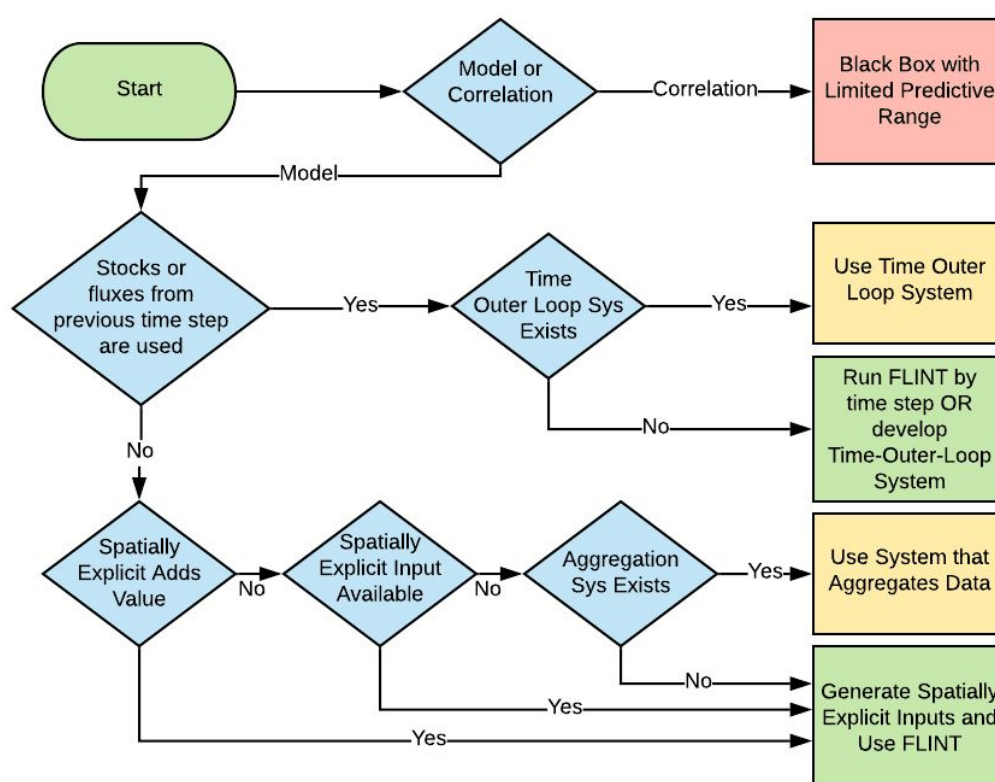 Start
Model or
Correlation
Correlation
Black Box with
Limited Predictive
Range
Model
Stocks or
fluxes from
previous time step
are used
Yes
Time
Outer Loop Sys
Exists
Yes
Use Time Outer
Loop System
No
Run FLINT by
time step OR
develop
Time-Outer-Loop
System
No
Spatially
Explicit Adds
Value
No
Spatially
Explicit Input
Available
No
Aggregation
Sys Exists
Yes
Use System that
Aggregates Data
No
Yes
Yes
Generate Spatially
Explicit Inputs and
Use FLINT